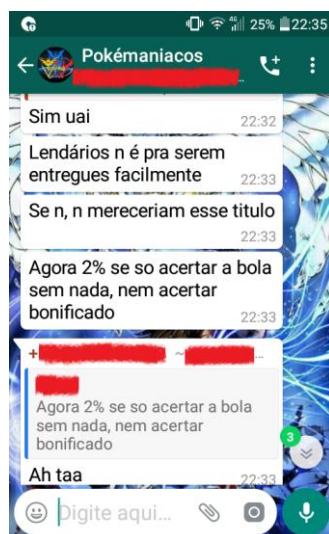 25% 22:35
Pokémaniacos
Sim uai
22:32
Lendários n é pra serem
entregues facilmente
22:33
Se n, n mereceriam esse titulo
22:33
Agora 2% se so acertar a bola
sem nada, nem acertar
bonificado
22:33
+ ~ ...
Agora 2% se so acertar a bola
sem nada, nem acertar
bonificado
3
Ah taa
22:33
Digite aqui...